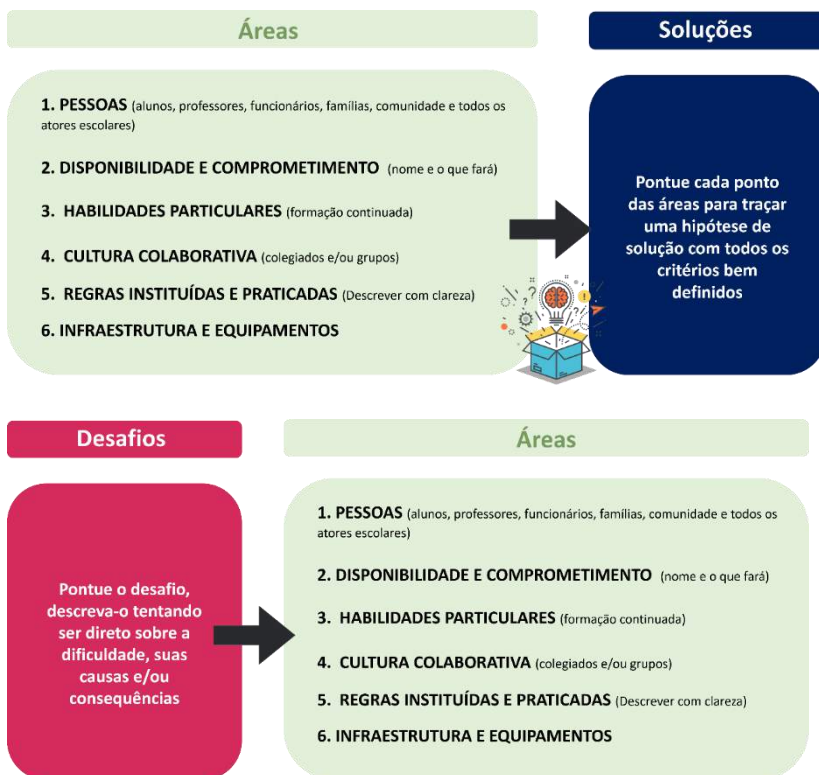 Áreas
1. PESSOAS (alunos, professores, funcionários, famílias, comunidade e todos os
atores escolares)
2. DISPONIBILIDADE E COMPROMETIMENTO (nome e o que fará)
3. HABILIDADES PARTICULARES (formação continuada)
4. CULTURA COLABORATIVA (colegiados e/ou grupos)
5. REGRAS INSTITUÍDAS E PRATICADAS (Descrever com clareza)
6. INFRAESTRUTURA E EQUIPAMENTOS
Soluções
Pontue cada ponto
das áreas para traçar
uma hipótese de
solução com todos os
critérios bem
definidos
Desafios
Pontue o desafio,
descreva-o tentando
ser direto sobre a
dificuldade, suas
causas e/ou
consequências
Áreas
1. PESSOAS (alunos, professores, funcionários, famílias, comunidade e todos os
atores escolares)
2. DISPONIBILIDADE E COMPROMETIMENTO (nome e o que fará)
3. HABILIDADES PARTICULARES (formação continuada)
4. CULTURA COLABORATIVA (colegiados e/ou grupos)
5. REGRAS INSTITUÍDAS E PRATICADAS (Descrever com clareza)
6. INFRAESTRUTURA E EQUIPAMENTOS